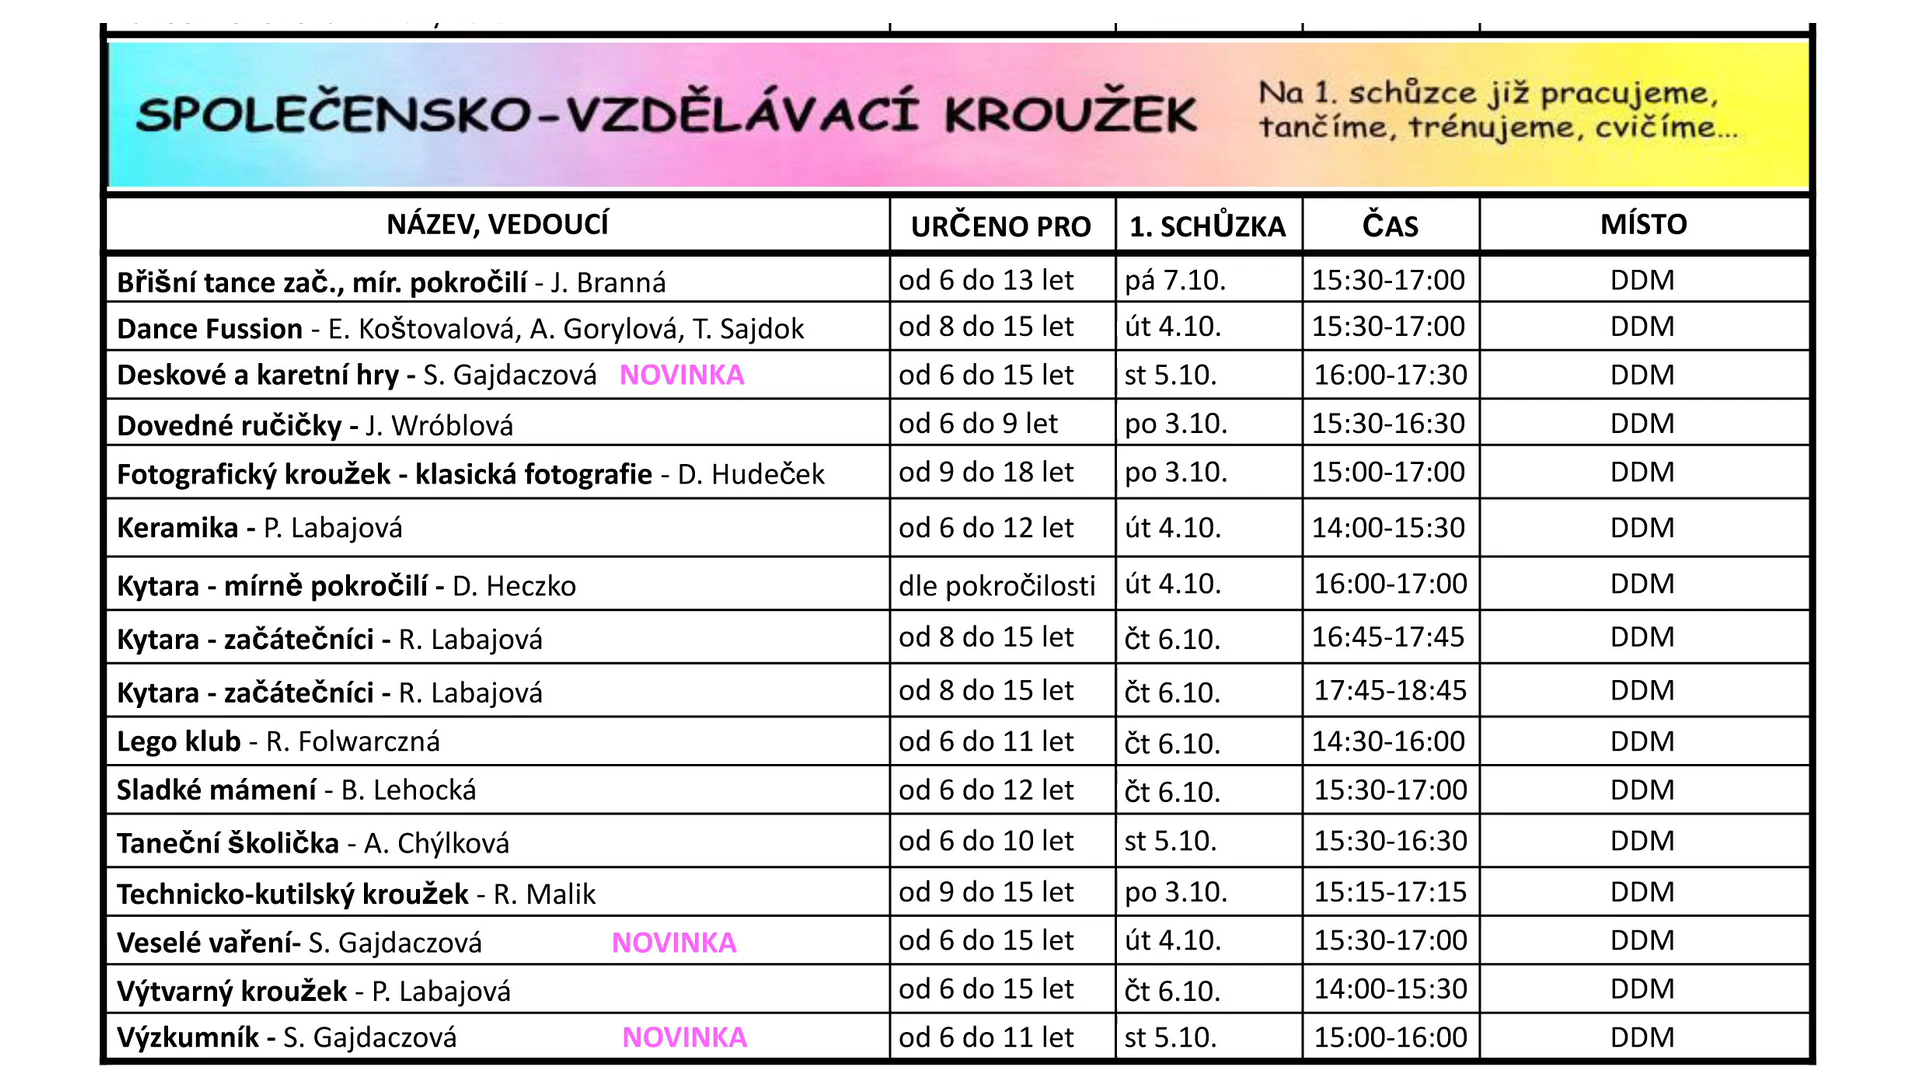 SPOLEČENSKO-VZDĚLÁVACÍ KROUŽEK
Na 1. schůzce již pracujeme,
tančíme, trénujeme, cvičíme...
NÁZEV, VEDOUCÍ URČENO PRO 1. SCHŮZKA ČAS MÍSTO
Břišní tance zač., mír. pokročilí - J. Branná od 6 do 13 let pá 7.10. 15:30-17:00 DDM
Dance Fussion - E. Koštovalová, A. Gorylová, T. Sajdok od 8 do 15 let út 4.10. 15:30-17:00 DDM
Deskové a karetní hry - S. Gajdaczová NOVINKA od 6 do 15 let st 5.10. 16:00-17:30 DDM
Dovedné ručičky - J. Wróblová od 6 do 9 let po 3.10. 15:30-16:30 DDM
Fotografický kroužek - klasická fotografie - D. Hudeček od 9 do 18 let po 3.10. 15:00-17:00 DDM
Keramika - P. Labajová od 6 do 12 let út 4.10. 14:00-15:30 DDM
Kytara - mírně pokročilí - D. Heczko dle pokročilosti út 4.10. 16:00-17:00 DDM
Kytara - začátečníci - R. Labajová od 8 do 15 let čt 6.10. 16:45-17:45 DDM
Kytara - začátečníci - R. Labajová od 8 do 15 let čt 6.10. 17:45-18:45 DDM
Lego klub - R. Folwarczná od 6 do 11 let čt 6.10. 14:30-16:00 DDM
Sladké mámení - B. Lehocká od 6 do 12 let čt 6.10. 15:30-17:00 DDM
Taneční školička - A. Chýlková od 6 do 10 let st 5.10. 15:30-16:30 DDM
Technicko-kutilský kroužek - R. Malik od 9 do 15 let po 3.10. 15:15-17:15 DDM
Veselé vaření- S. Gajdaczová NOVINKA od 6 do 15 let út 4.10. 15:30-17:00 DDM
Výtvarný kroužek - P. Labajová od 6 do 15 let čt 6.10. 14:00-15:30 DDM
Výzkumník - S. Gajdaczová NOVINKA od 6 do 11 let st 5.10. 15:00-16:00 DDM